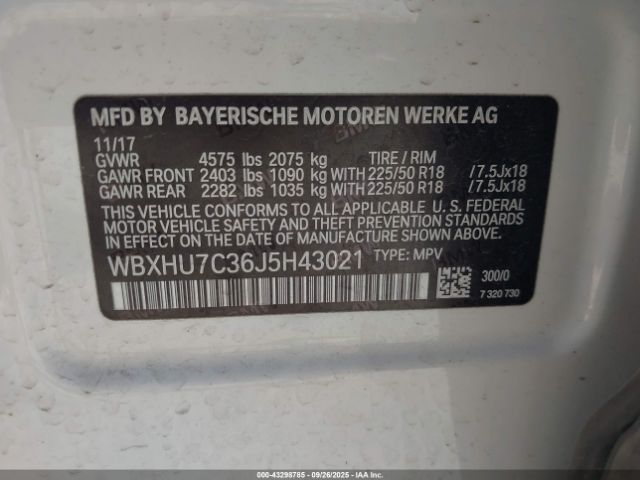 MFD BY BAYERISCHE MOTOREN WERKE AG
11/17
GVWR 4575 lbs 2075 kg TIRE / RIM
GAWR FRONT 2403 lbs 1090 kg WITH 225/50 R18 /7.5Jx18
GAWR REAR 2282 lbs 1035 kg WITH 225/50 R18 /7.5Jx18
THIS VEHICLE CONFORMS TO ALL APPLICABLE U. S. FEDERAL
MOTOR VEHICLE SAFETY, BUMPER, AND THEFT PREVENTION STANDARDS
IN EFFECT ON THE DATE OF MANUFACTURE SHOWN ABOVE.
WBXHU7C36J5H43021 TYPE: MPV
300/0
7 320 730
000-43298785 - 09/26/2025 - IAA Inc.